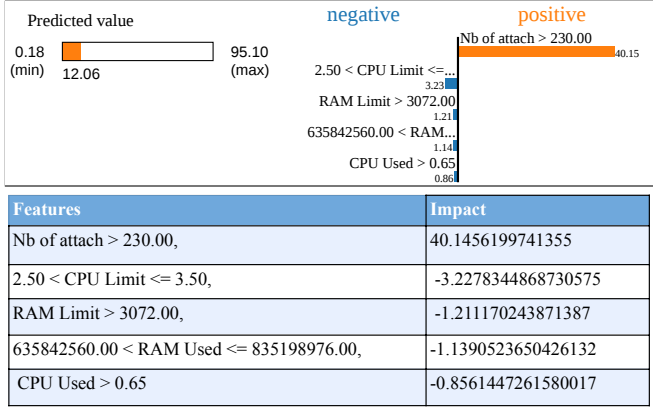 Predicted value
negative
positive
0.18
(min)
12.06
95.10
(max)
Nb of attach > 230.00
40.15
2.50 < CPU Limit <=...
3.23
RAM Limit > 3072.00
1.21
635842560.00 < RAM...
1.14
CPU Used > 0.65
0.86
Features Impact
Nb of attach > 230.00, 40.1456199741355
2.50 < CPU Limit <= 3.50, -3.2278344868730575
RAM Limit > 3072.00, -1.211170243871387
635842560.00 < RAM Used <= 835198976.00, -1.1390523650426132
CPU Used > 0.65 -0.8561447261580017